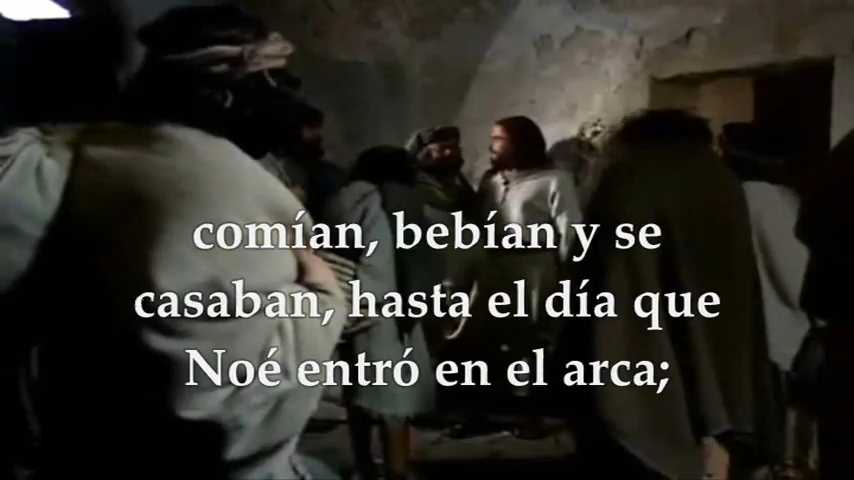 comían, bebían y se
casaban, hasta el día que
Noé entró en el arca;